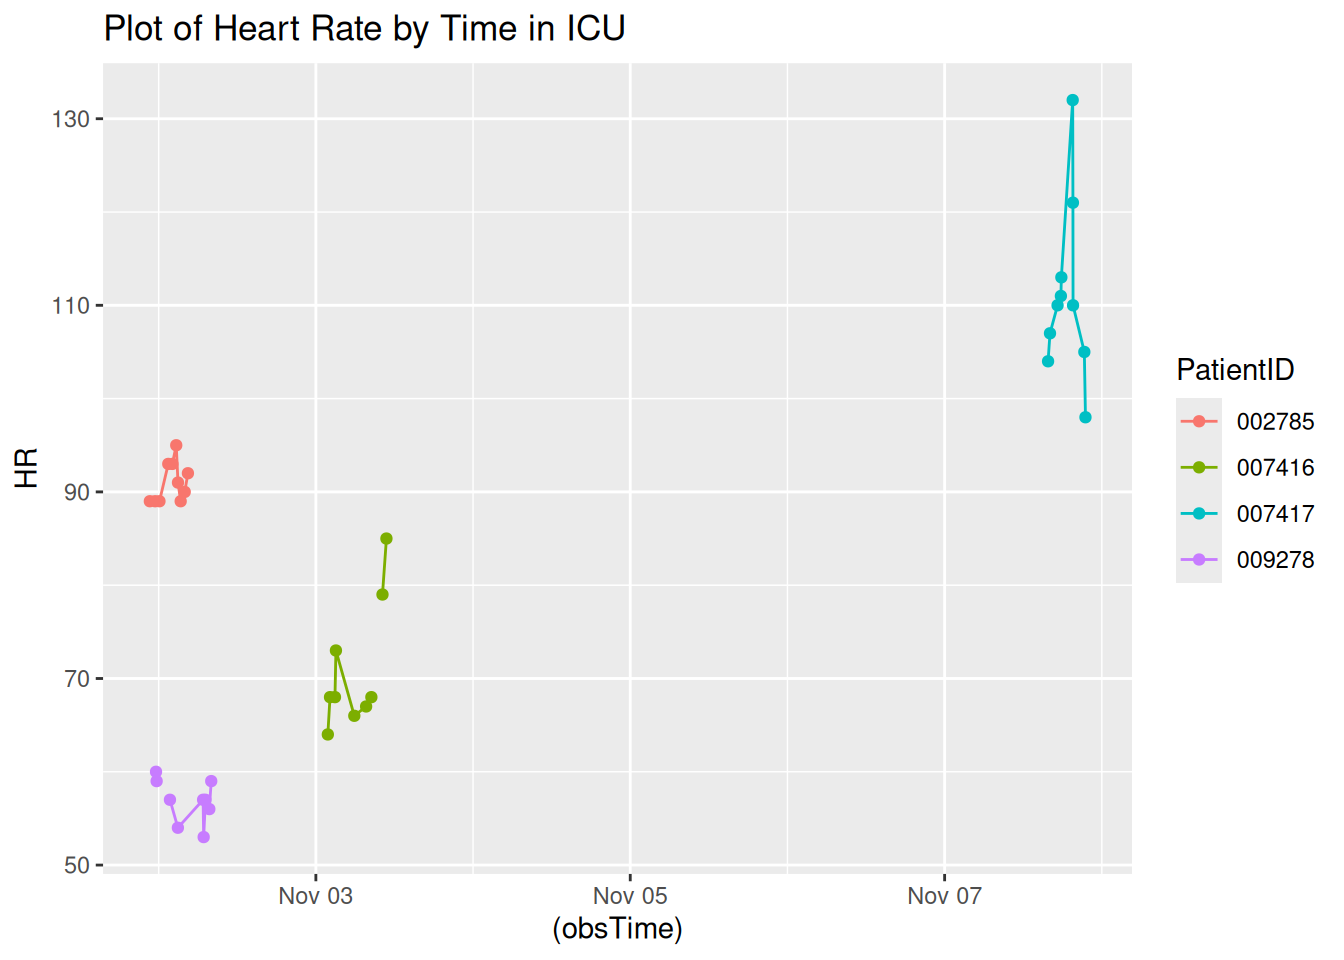 Plot of Heart Rate by Time in ICU
130
110
90
70
50
HR
Nov 03
Nov 05
Nov 07
(obsTime)
PatientID
002785
007416
007417
009278